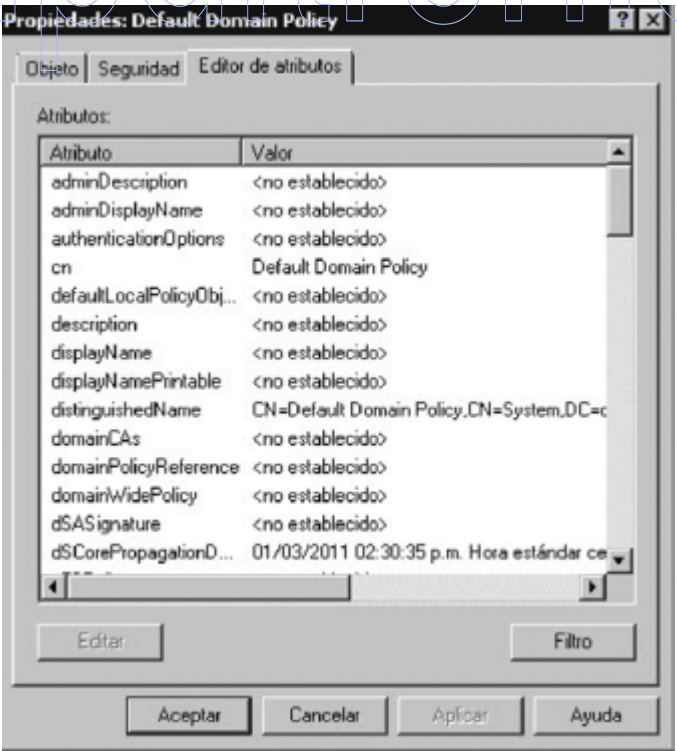 Propiedades: Default Domain Policy
Objeto Seguridad Editor de atributos
Atributos:
Atributo Valor
adminDescription <no establecido>
adminDisplayName <no establecido>
authenticationOptions <no establecido>
cn Default Domain Policy
defaultLocalPolicyObj... <no establecido>
description <no establecido>
displayName <no establecido>
displayNamePrintable <no establecido>
distinguishedName CN=Default Domain Policy,CN=System,DC=c
domainCAs <no establecido>
domainPolicyReference <no establecido>
domainWidePolicy <no establecido>
dSASignature <no establecido>
dSCorePropagationD... 01/03/2011 02:30:35 p.m. Hora estándar ce
Editar Filtro
Aceptar Cancelar Aplicar Ayuda